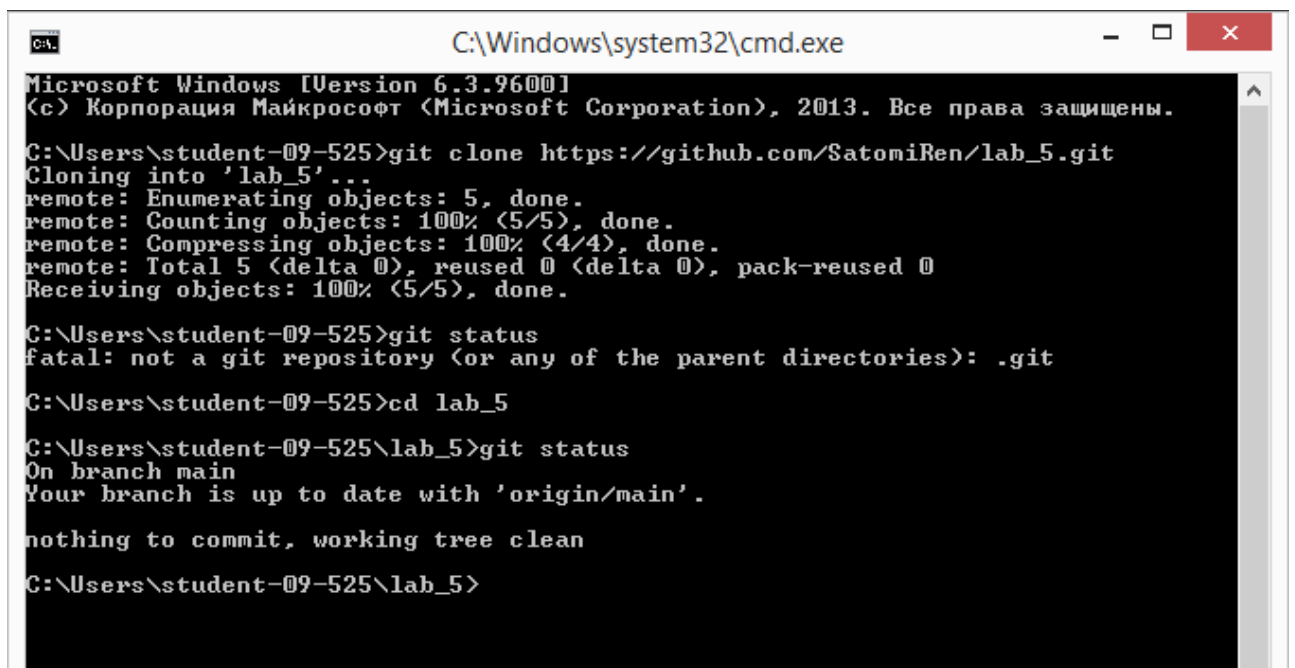 C:\Windows\system32\cmd.exe
Microsoft Windows [Version 6.3.9600]
(c) Корпорация Майкрософт (Microsoft Corporation), 2013. Все права защищены.
C:\Users\student-09-525>git clone https://github.com/SatomiRen/lab_5.git
Cloning into 'lab_5'...
remote: Enumerating objects: 5, done.
remote: Counting objects: 100% (5/5), done.
remote: Compressing objects: 100% (4/4), done.
remote: Total 5 (delta 0), reused 0 (delta 0), pack-reused 0
Receiving objects: 100% (5/5), done.
C:\Users\student-09-525>git status
fatal: not a git repository (or any of the parent directories): .git
C:\Users\student-09-525>cd lab_5
C:\Users\student-09-525\lab_5>git status
On branch main
Your branch is up to date with 'origin/main'.
nothing to commit, working tree clean
C:\Users\student-09-525\lab_5>